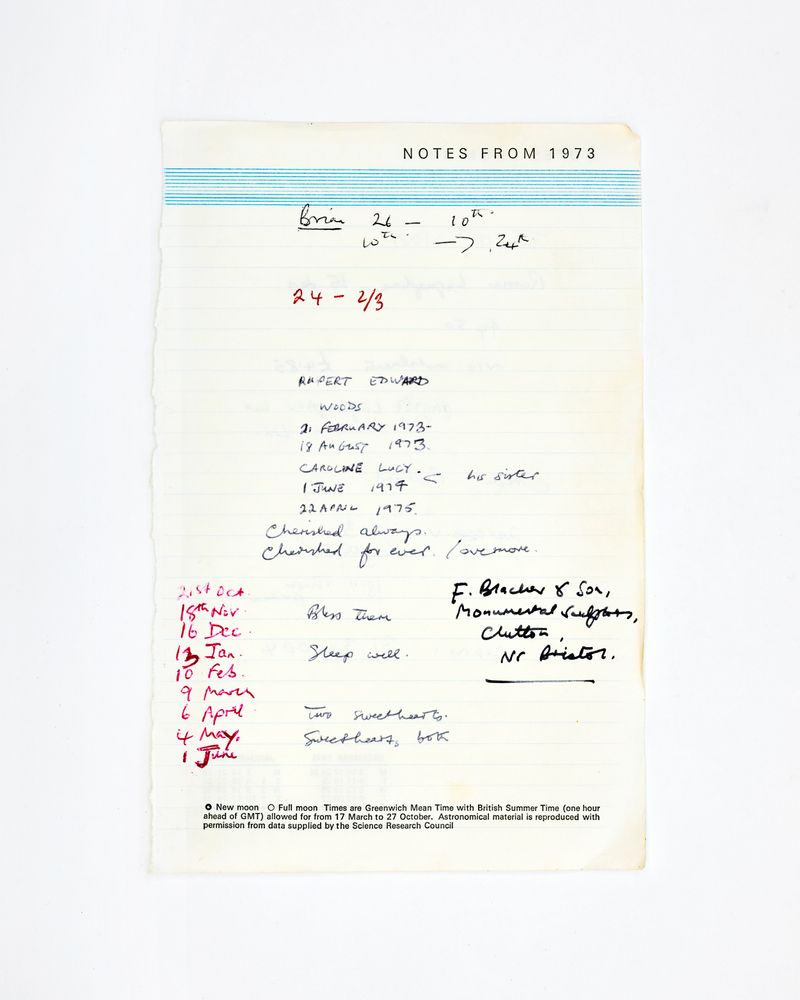 NOTES FROM 1973
Brian 26 — 10th.
10th. → 24th
24 - 2/3
RUPERT EDWARD
WOODS
21 FEBRUARY 1973-
18 AUGUST 1973.
CAROLINE LUCY.
1 JUNE 1974 < his sister
22 APRIL 1975.
Cherished always.
Cherished for ever. /overmore.
21st Oct.
18th Nov.
16 Dec.
13 Jan.
10 Feb.
9 March
6 April
4 May.
1 June
Bless them
Sleep well.
Two sweethearts.
Sweethearts, both
F. Blacker & Son,
Monumental Sculptors,
Clutton,
Nr Bristol.
New moon Full moon Times are Greenwich Mean Time with British Summer Time (one hour
ahead of GMT) allowed for from 17 March to 27 October. Astronomical material is reproduced with
permission from data supplied by the Science Research Council